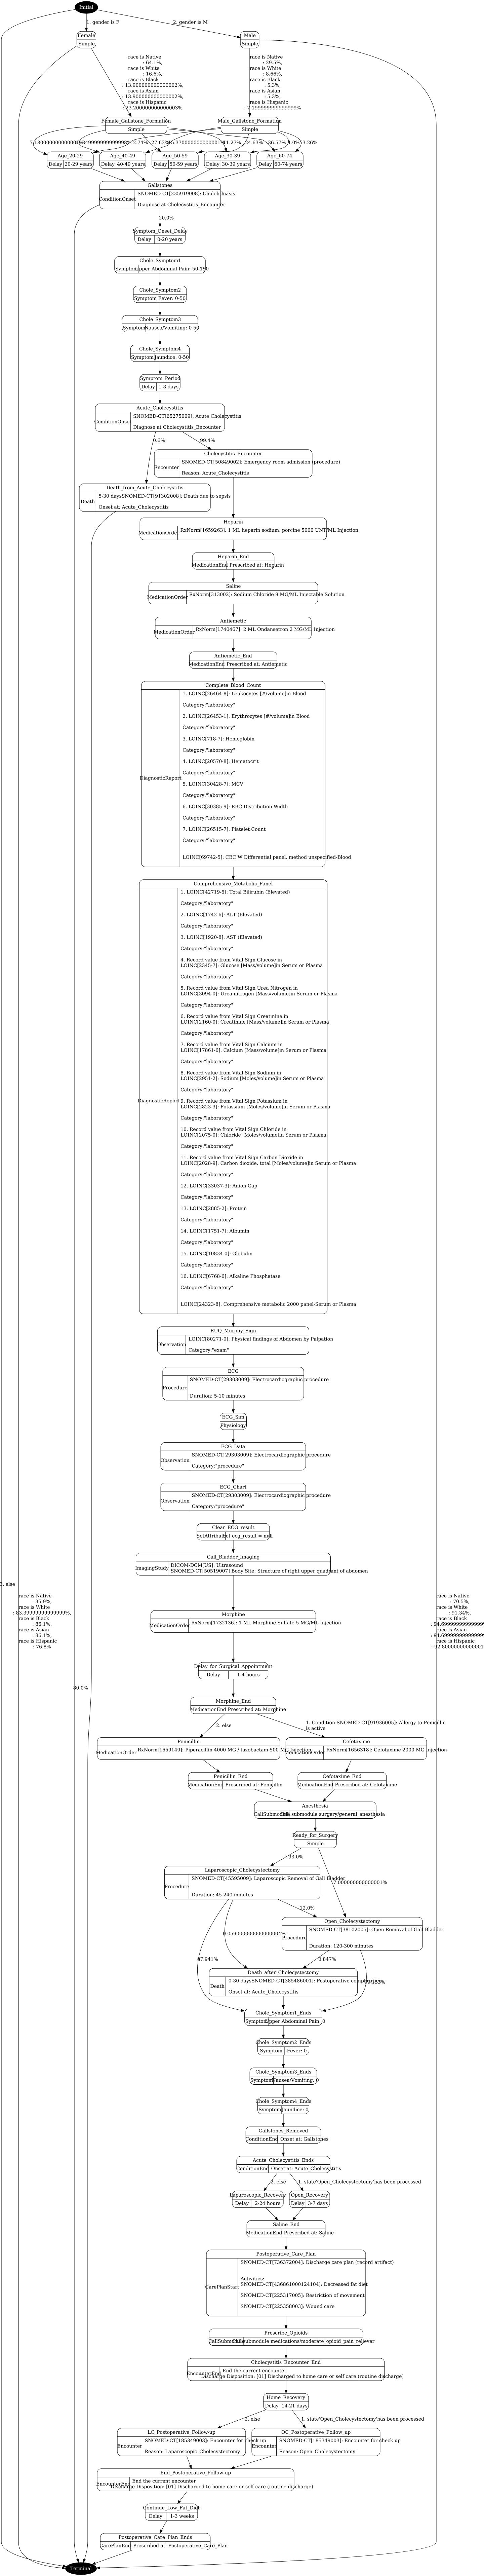 Initial
1. gender is F
2. gender is M
3. else
Female
Simple
Male
Simple
race is Native
: 64.1%,
race is White
: 16.6%,
race is Black
: 13.900000000000002%,
race is Asian
: 13.900000000000002%,
race is Hispanic
race is Native
: 29.5%,
race is White
: 8.66%,
race is Black
: 5.3%,
race is Asian
: 5.3%,
race is Hispanic
: 7.199999999999999%
Female_Gallstone_Formation
Simple
Male_Gallstone_Formation
Simple
2.74%
27.63%
11.27%
24.63%
36.57%
4.0%
Age_20-29
Delay 20-29 years
Age_40-49
Delay 40-49 years
Age_50-59
Delay 50-59 years
Age_30-39
Delay 30-39 years
Age_60-74
Delay 60-74 years
Gallstones
ConditionOnset
SNOMED-CT[235919008]: Cholelithiasis
Diagnose at Cholecystitis_Encounter
20.0%
80.0%
Symptom_Onset_Delay
Delay 0-20 years
Chole_Symptom1
Symptom Upper Abdominal Pain: 50-150
Chole_Symptom2
Symptom Fever: 0-50
Chole_Symptom3
Symptom Nausea/Vomiting: 0-50
Chole_Symptom4
Symptom Jaundice: 0-50
Symptom_Period
Delay 1-3 days
Acute_Cholecystitis
ConditionOnset
SNOMED-CT[65275009]: Acute Cholecystitis
Diagnose at Cholecystitis_Encounter
0.6%
99.4%
Cholecystitis_Encounter
Encounter
SNOMED-CT[50849002]: Emergency room admission (procedure)
Reason: Acute_Cholecystitis
Death_from_Acute_Cholecystitis
Death
5-30 daysSNOMED-CT[91302008]: Death due to sepsis
Onset at: Acute_Cholecystitis
Heparin
MedicationOrder RxNorm[1659263]: 1 ML heparin sodium, porcine 5000 UNT/ML Injection
Heparin_End
MedicationEnd Prescribed at: Heparin
Saline
MedicationOrder RxNorm[313002]: Sodium Chloride 9 MG/ML Injectable Solution
Antiemetic
MedicationOrder RxNorm[1740467]: 2 ML Ondansetron 2 MG/ML Injection
Antiemetic_End
MedicationEnd Prescribed at: Antiemetic
Complete_Blood_Count
DiagnosticReport
1. LOINC[26464-8]: Leukocytes [#/volume]in Blood
Category:"laboratory"
2. LOINC[26453-1]: Erythrocytes [#/volume]in Blood
Category:"laboratory"
3. LOINC[718-7]: Hemoglobin
Category:"laboratory"
4. LOINC[20570-8]: Hematocrit
Category:"laboratory"
5. LOINC[30428-7]: MCV
Category:"laboratory"
6. LOINC[30385-9]: RBC Distribution Width
Category:"laboratory"
7. LOINC[26515-7]: Platelet Count
Category:"laboratory"
LOINC[69742-5]: CBC W Differential panel, method unspecified-Blood
Comprehensive_Metabolic_Panel
DiagnosticReport
1. LOINC[42719-5]: Total Bilirubin (Elevated)
Category:"laboratory"
2. LOINC[1742-6]: ALT (Elevated)
Category:"laboratory"
3. LOINC[1920-8]: AST (Elevated)
Category:"laboratory"
4. Record value from Vital Sign Glucose in
LOINC[2345-7]: Glucose [Mass/volume]in Serum or Plasma
Category:"laboratory"
5. Record value from Vital Sign Urea Nitrogen in
LOINC[3094-0]: Urea nitrogen [Mass/volume]in Serum or Plasma
Category:"laboratory"
6. Record value from Vital Sign Creatinine in
LOINC[2160-0]: Creatinine [Mass/volume]in Serum or Plasma
Category:"laboratory"
7. Record value from Vital Sign Calcium in
LOINC[17861-6]: Calcium [Mass/volume]in Serum or Plasma
Category:"laboratory"
8. Record value from Vital Sign Sodium in
LOINC[2951-2]: Sodium [Moles/volume]in Serum or Plasma
Category:"laboratory"
9. Record value from Vital Sign Potassium in
LOINC[2823-3]: Potassium [Moles/volume]in Serum or Plasma
Category:"laboratory"
10. Record value from Vital Sign Chloride in
LOINC[2075-0]: Chloride [Moles/volume]in Serum or Plasma
Category:"laboratory"
11. Record value from Vital Sign Carbon Dioxide in
LOINC[2028-9]: Carbon dioxide, total [Moles/volume]in Serum or Plasma
Category:"laboratory"
12. LOINC[33037-3]: Anion Gap
Category:"laboratory"
13. LOINC[2885-2]: Protein
Category:"laboratory"
14. LOINC[1751-7]: Albumin
Category:"laboratory"
15. LOINC[10834-0]: Globulin
Category:"laboratory"
16. LOINC[6768-6]: Alkaline Phosphatase
Category:"laboratory"
LOINC[24323-8]: Comprehensive metabolic 2000 panel-Serum or Plasma
RUQ_Murphy_Sign
Observation
LOINC[80271-0]: Physical findings of Abdomen by Palpation
Category:"exam"
ECG
Procedure
SNOMED-CT[29303009]: Electrocardiographic procedure
Duration: 5-10 minutes
ECG_Sim
Physiology
ECG_Data
Observation
SNOMED-CT[29303009]: Electrocardiographic procedure
Category:"procedure"
ECG_Chart
Observation
SNOMED-CT[29303009]: Electrocardiographic procedure
Category:"procedure"
Clear_ECG_result
SetAttribute Set ecg_result = null
Gall_Bladder_Imaging
ImagingStudy
DICOM-DCM[US]: Ultrasound
SNOMED-CT[50519007] Body Site: Structure of right upper quadrant of abdomen
Morphine
MedicationOrder RxNorm[1732136]: 1 ML Morphine Sulfate 5 MG/ML Injection
Delay_for_Surgical_Appointment
Delay 1-4 hours
Morphine_End
MedicationEnd Prescribed at: Morphine
2. else
1. Condition SNOMED-CT[91936005]: Allergy to Penicillin
is active
Penicillin
MedicationOrder RxNorm[1659149]: Piperacillin 4000 MG / tazobactam 500 MG Injection
Cefotaxime
MedicationOrder RxNorm[1656318]: Cefotaxime 2000 MG Injection
Penicillin_End
MedicationEnd Prescribed at: Penicillin
Cefotaxime_End
MedicationEnd Prescribed at: Cefotaxime
Anesthesia
CallSubmodule Call submodule surgery/general_anesthesia
Ready_for_Surgery
Simple
93.0%
7.000000000000001%
Laparoscopic_Cholecystectomy
Procedure
SNOMED-CT[45595009]: Laparoscopic Removal of Gall Bladder
Duration: 45-240 minutes
12.0%
Open_Cholecystectomy
Procedure
SNOMED-CT[38102005]: Open Removal of Gall Bladder
Duration: 120-300 minutes
87.941%
0.059000000000000004%
0.847%
99.153%
Death_after_Cholecystectomy
Death
0-30 daysSNOMED-CT[385486001]: Postoperative complication
Onset at: Acute_Cholecystitis
Chole_Symptom1_Ends
Symptom Upper Abdominal Pain: 0
Chole_Symptom2_Ends
Symptom Fever: 0
Chole_Symptom3_Ends
Symptom Nausea/Vomiting: 0
Chole_Symptom4_Ends
Symptom Jaundice: 0
Gallstones_Removed
ConditionEnd Onset at: Gallstones
Acute_Cholecystitis_Ends
ConditionEnd Onset at: Acute_Cholecystitis
2. else
1. state'Open_Cholecystectomy'has been processed
Laparoscopic_Recovery
Delay 2-24 hours
Open_Recovery
Delay 3-7 days
Saline_End
MedicationEnd Prescribed at: Saline
Postoperative_Care_Plan
CarePlanStart
SNOMED-CT[736372004]: Discharge care plan (record artifact)
Activities:
SNOMED-CT[436861000124104]: Decreased fat diet
SNOMED-CT[225317005]: Restriction of movement
SNOMED-CT[225358003]: Wound care
Prescribe_Opioids
CallSubmodule Call submodule medications/moderate_opioid_pain_reliever
Cholecystitis_Encounter_End
EncounterEnd
End the current encounter
Discharge Disposition: [01] Discharged to home care or self care (routine discharge)
Home_Recovery
Delay 14-21 days
2. else
1. state'Open_Cholecystectomy'has been processed
LC_Postoperative_Follow-up
Encounter
SNOMED-CT[185349003]: Encounter for check up
Reason: Laparoscopic_Cholecystectomy
OC_Postoperative_Follow_up
Encounter
SNOMED-CT[185349003]: Encounter for check up
Reason: Open_Cholecystectomy
End_Postoperative_Follow-up
EncounterEnd
End the current encounter
Discharge Disposition: [01] Discharged to home care or self care (routine discharge)
Continue_Low_Fat_Diet
Delay 1-3 weeks
Postoperative_Care_Plan_Ends
CarePlanEnd Prescribed at: Postoperative_Care_Plan
Terminal
race is Native
: 35.9%,
race is White
: 83.39999999999999%,
race is Black
: 86.1%,
race is Asian
: 86.1%,
race is Hispanic
: 76.8%
race is Native
: 70.5%,
race is White
: 91.34%,
race is Black
race is Asian
race is Hispanic